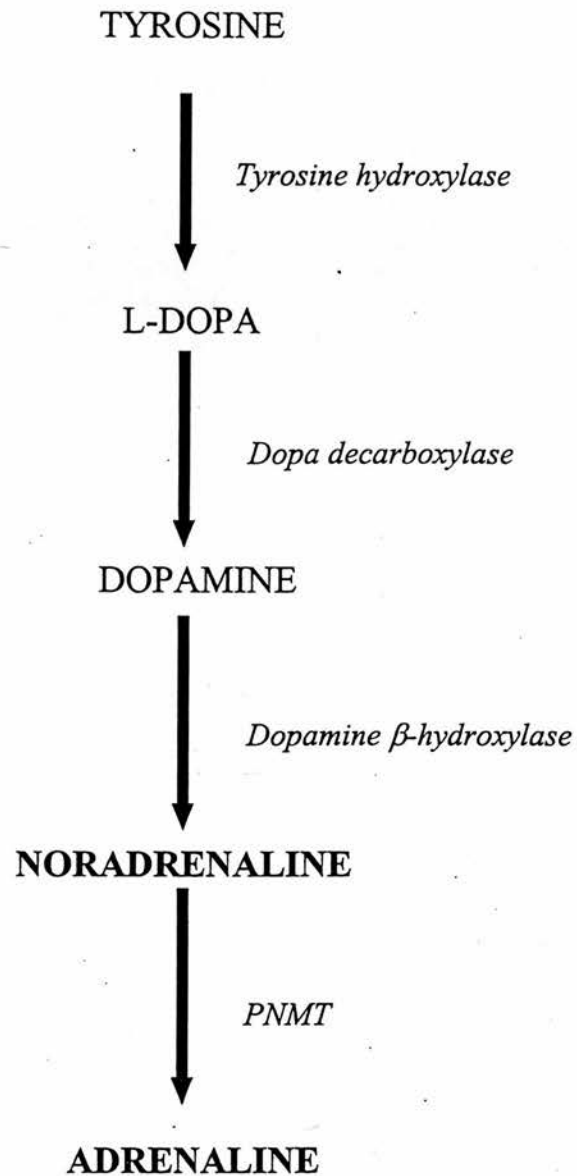 TYROSINE
Tyrosine hydroxylase
L-DOPA
Dopa decarboxylase
DOPAMINE
Dopamine β-hydroxylase
NORADRENALINE
PNMT
ADRENALINE